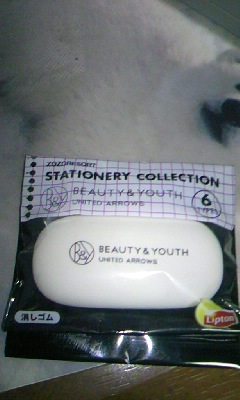 ZOZORESORT
STATIONERY COLLECTION
BEAUTY & YOUTH
UNITED ARROWS
6
B&Y
BEAUTY & YOUTH
UNITED ARROWS
消しゴム
Lipton